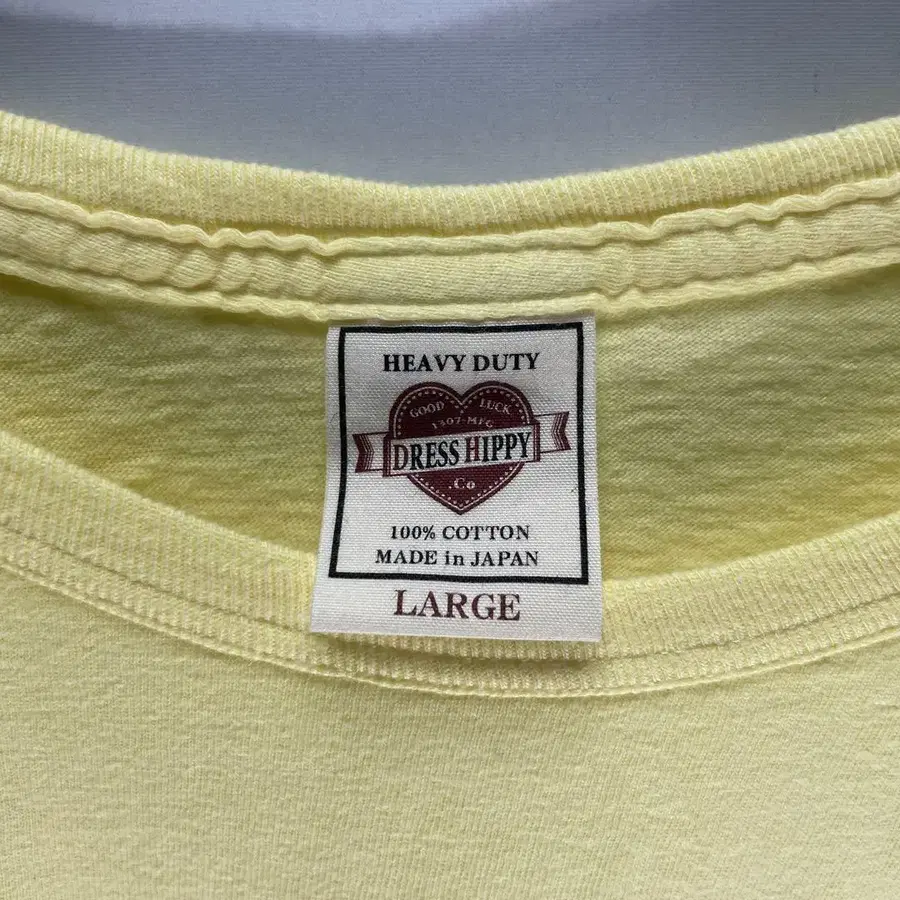 HEAVY DUTY
GOOD LUCK
1307-MFG
DRESS HIPPY
.Co
100% COTTON
MADE in JAPAN
LARGE